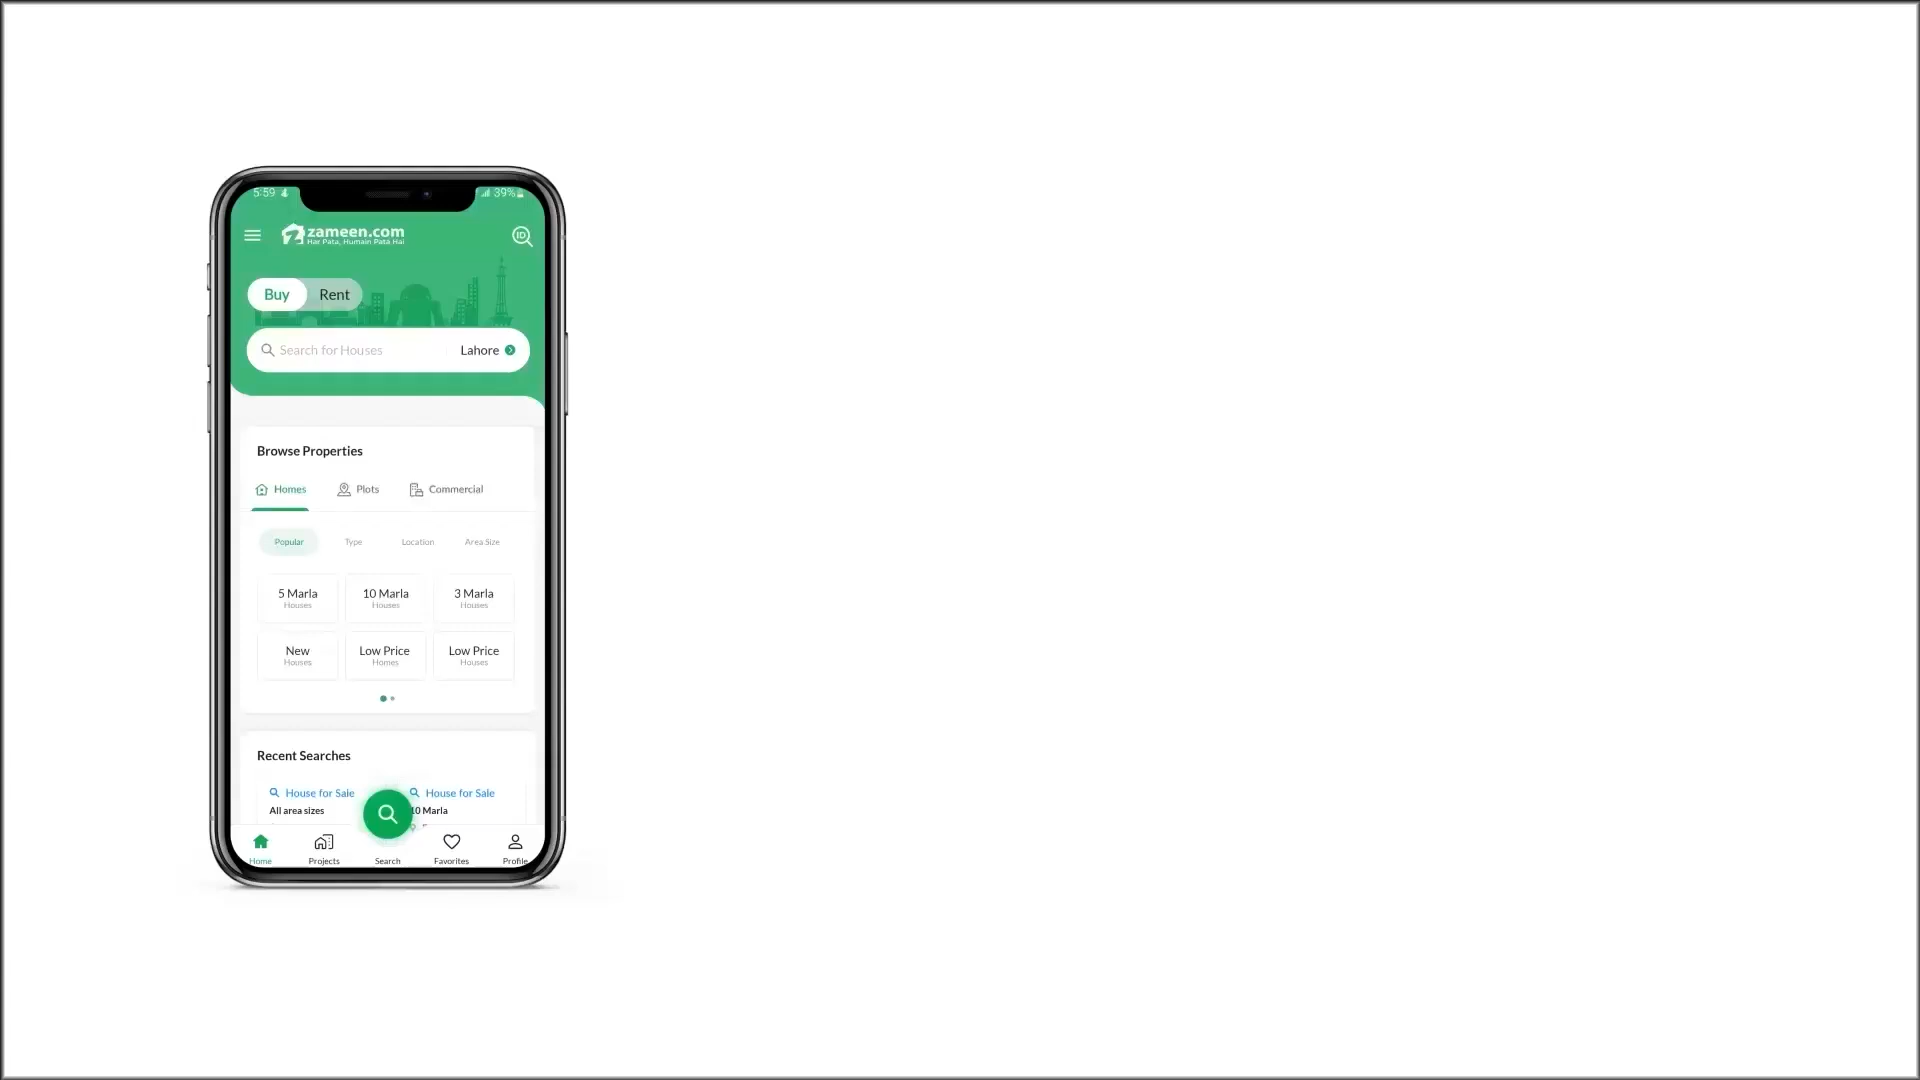 5:59 39%
zameen.com
Har Pata, Humain Pata Hai
ID
Buy Rent
Search for Houses Lahore
Browse Properties
Homes Plots Commercial
Popular Type Location Area Size
5 Marla 10 Marla 3 Marla
Houses Houses Houses
New Low Price Low Price
Houses Homes Houses
Recent Searches
House for Sale House for Sale
All area sizes 10 Marla
Home Projects Search Favorites Profile